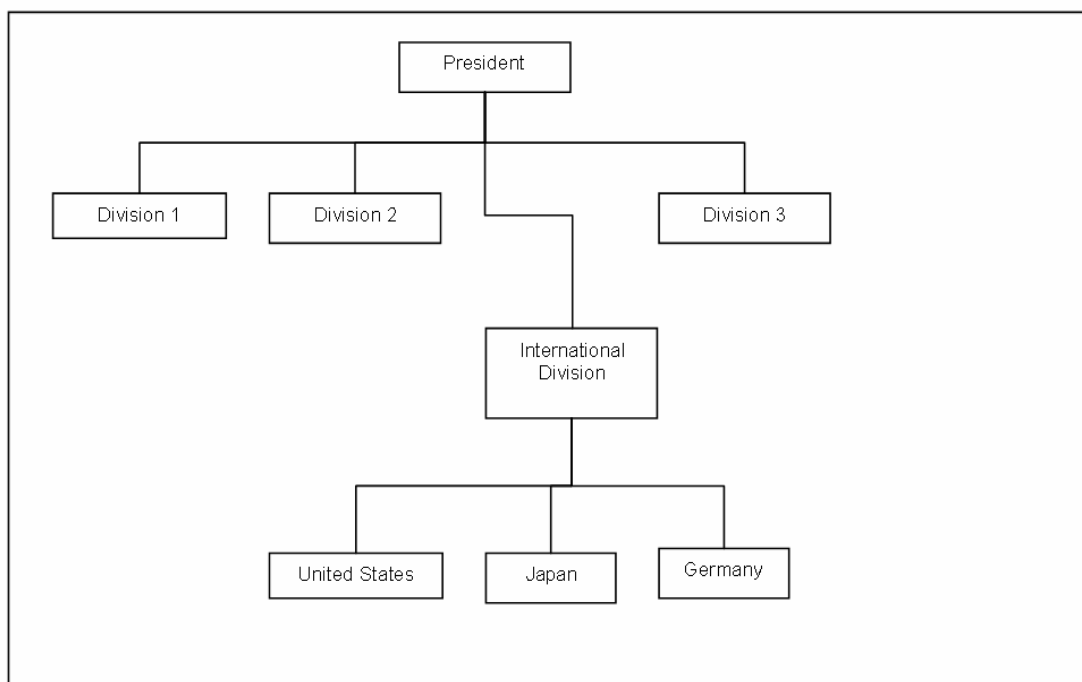 President
Division 1
Division 2
Division 3
International
Division
United States
Japan
Germany